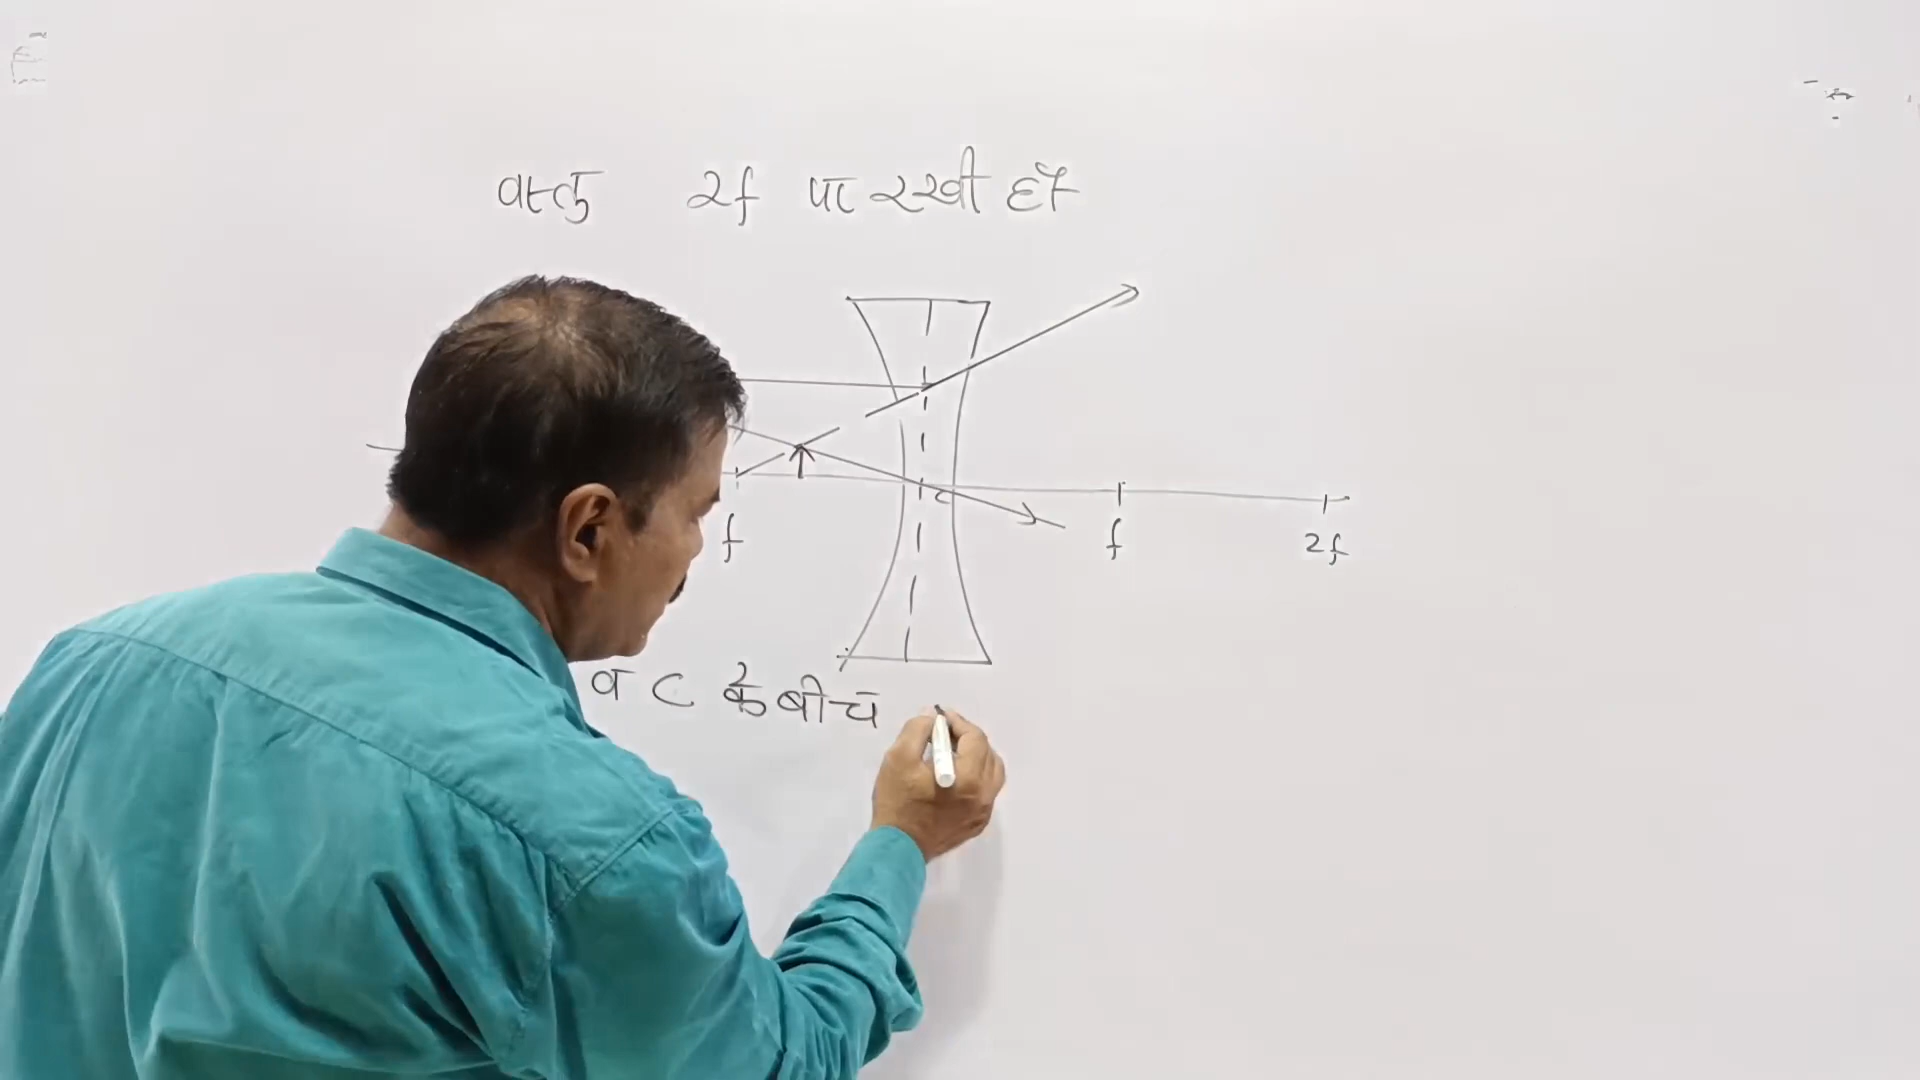 वस्तु 2f पर रखी हो
c
f f 2f
व C के बीच